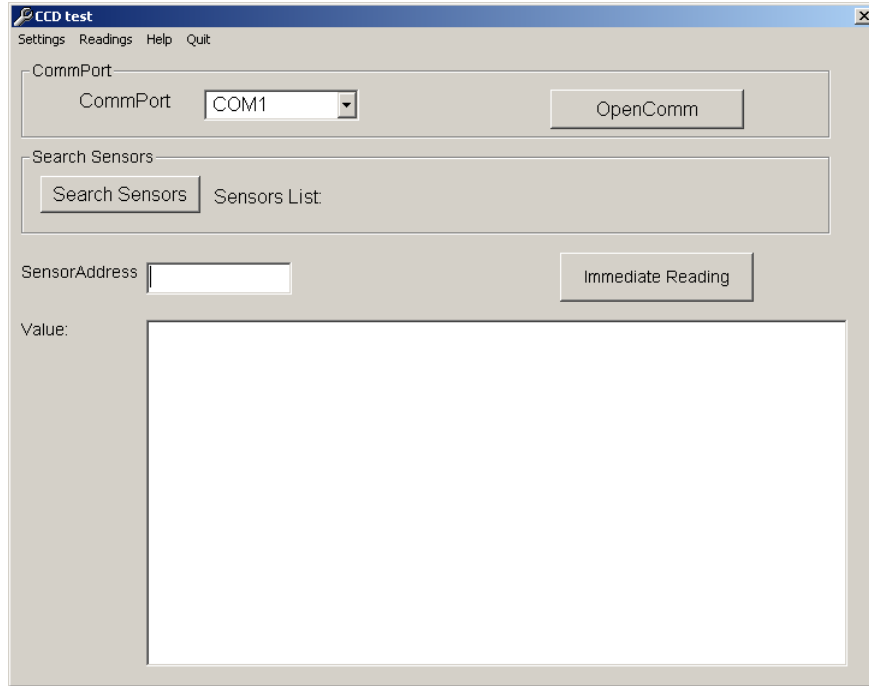 CCD test
Settings Readings Help Quit
CommPort
CommPort COM1 OpenComm
Search Sensors
Search Sensors Sensors List:
SensorAddress Immediate Reading
Value: